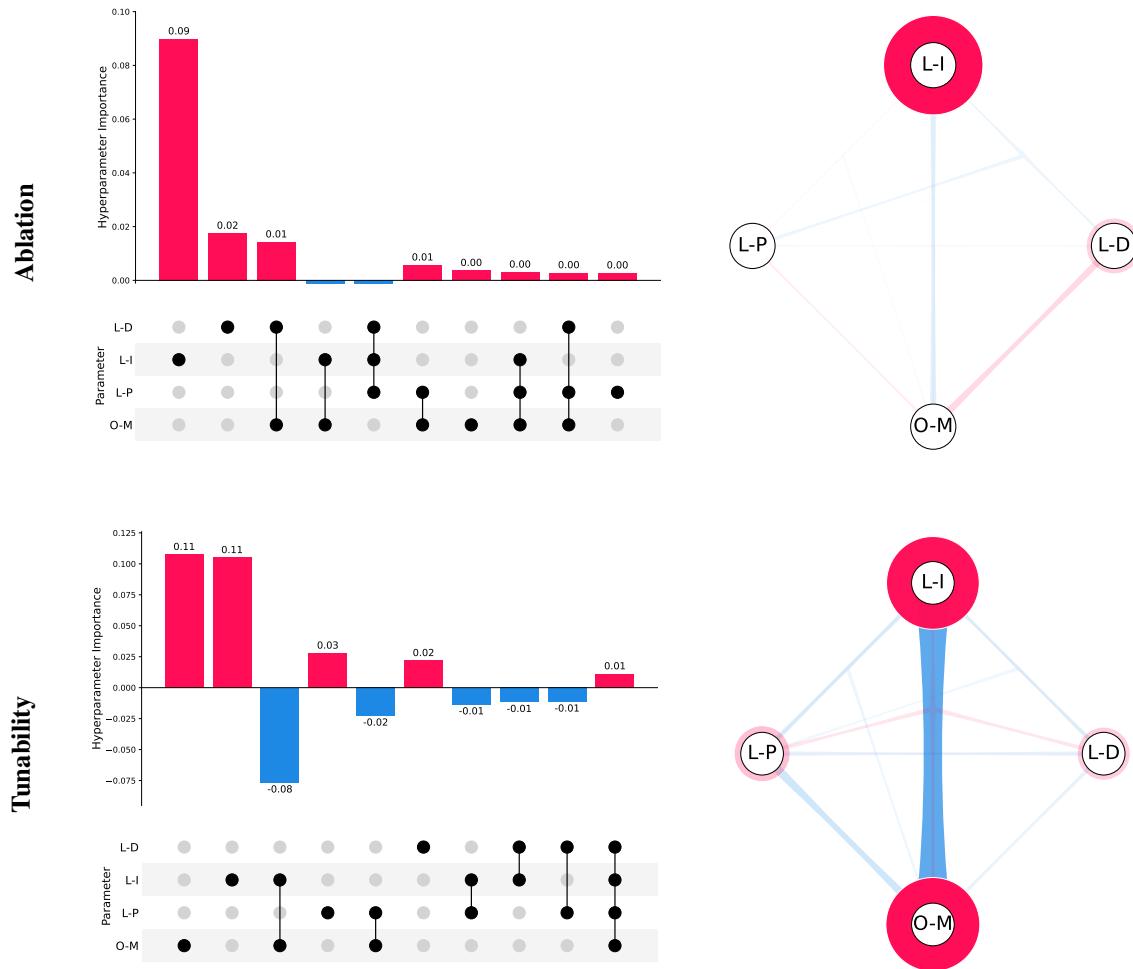 Ablation
Hyperparameter Importance
0.10
0.08
0.06
0.04
0.02
0.00
0.09
0.02
0.01
0.01
0.00
0.00
0.00
0.00
Parameter
L-D
L-I
L-P
O-M
L-I
L-P
L-D
O-M
Tunability
Hyperparameter Importance
0.125
0.100
0.075
0.050
0.025
0.000
−0.025
−0.050
−0.075
0.11
0.11
-0.08
0.03
-0.02
0.02
-0.01
-0.01
-0.01
0.01
Parameter
L-D
L-I
L-P
O-M
L-I
L-P
L-D
O-M